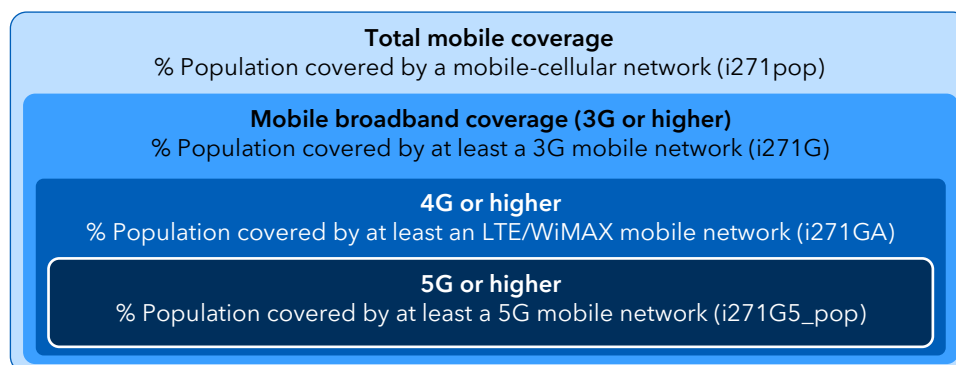 Total mobile coverage
% Population covered by a mobile-cellular network (i271pop)
Mobile broadband coverage (3G or higher)
% Population covered by at least a 3G mobile network (i271G)
4G or higher
% Population covered by at least an LTE/WiMAX mobile network (i271GA)
5G or higher
% Population covered by at least a 5G mobile network (i271G5_pop)